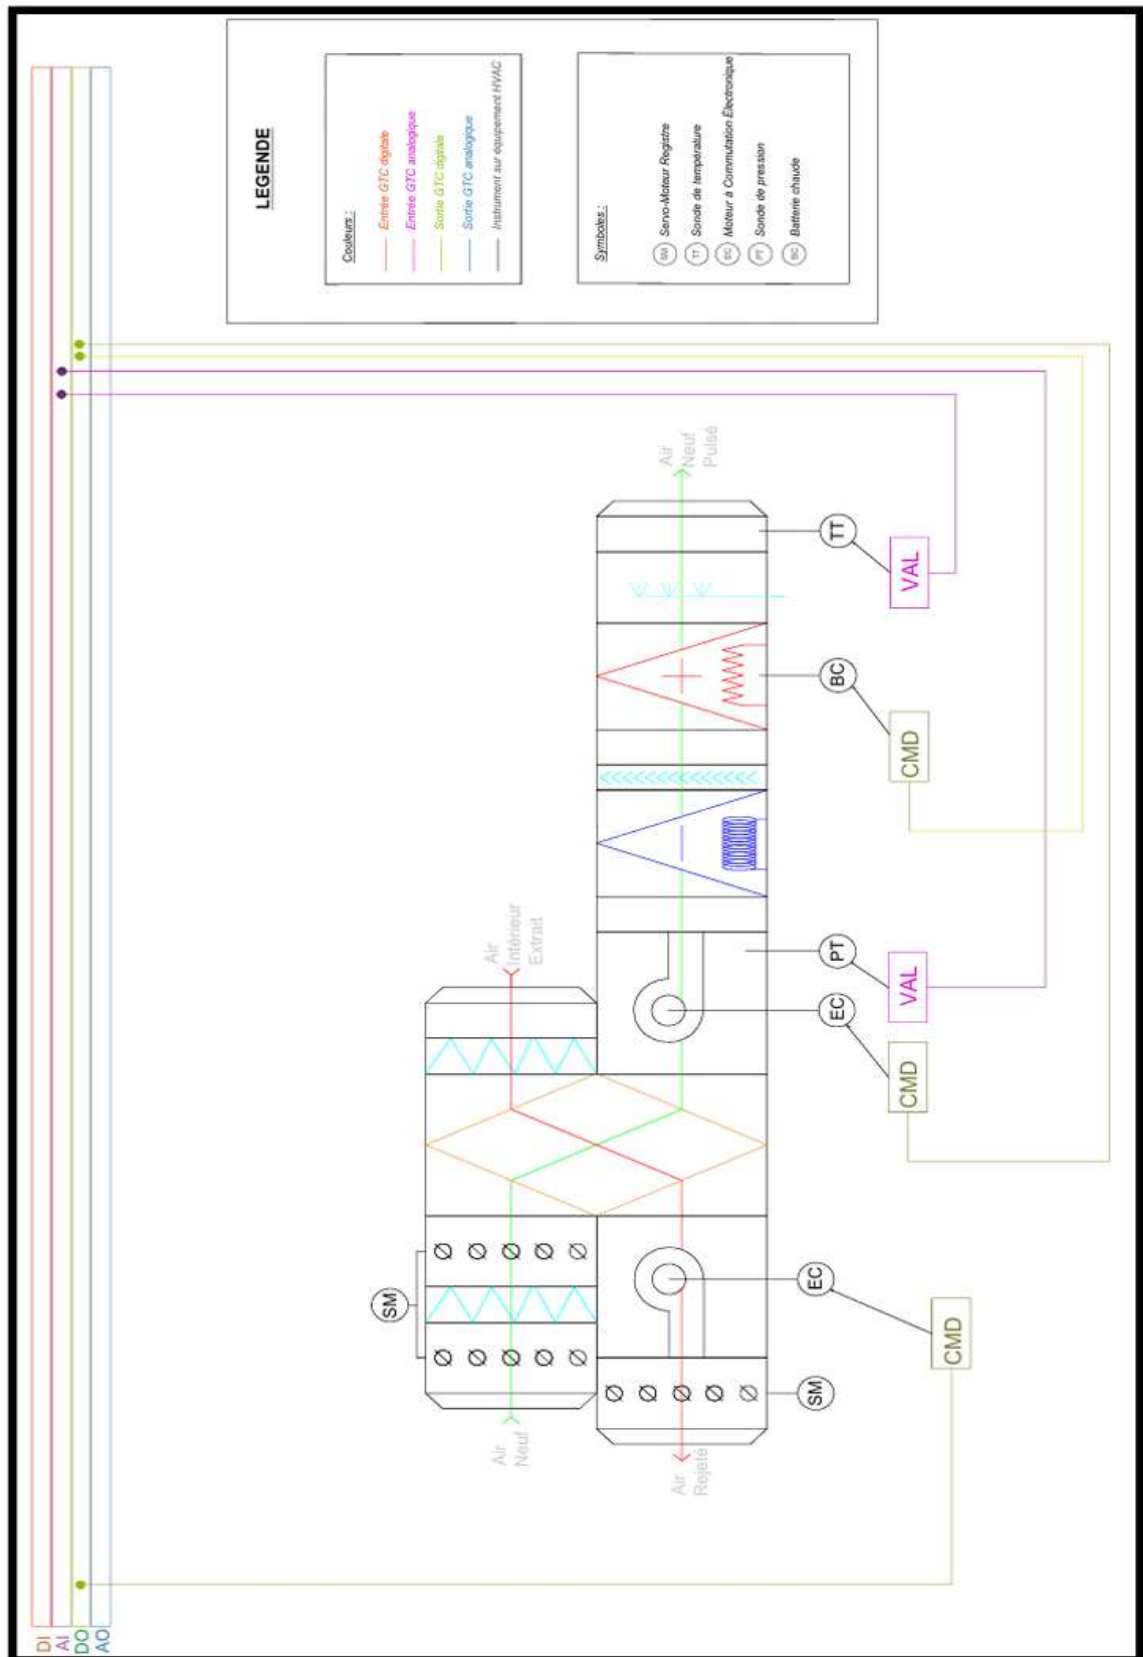 LEGENDE
Couleurs :
Entrée GTC digitale
Entrée GTC analogique
Sortie GTC digitale
Sortie GTC analogique
Instrument sur équipement HVAC
Symboles :
SM Servo-Moteur Registre
TT Sonde de température
EC Moteur à Commutation Électronique
PT Sonde de pression
BC Batterie chaude
DI
AI
DO
AO
Air
Neuf
Air
Rejeté
Air
Intérieur
Extrait
Air
Neuf
Pulsé
SM
SM
EC
EC
PT
BC
TT
CMD
CMD
VAL
CMD
VAL